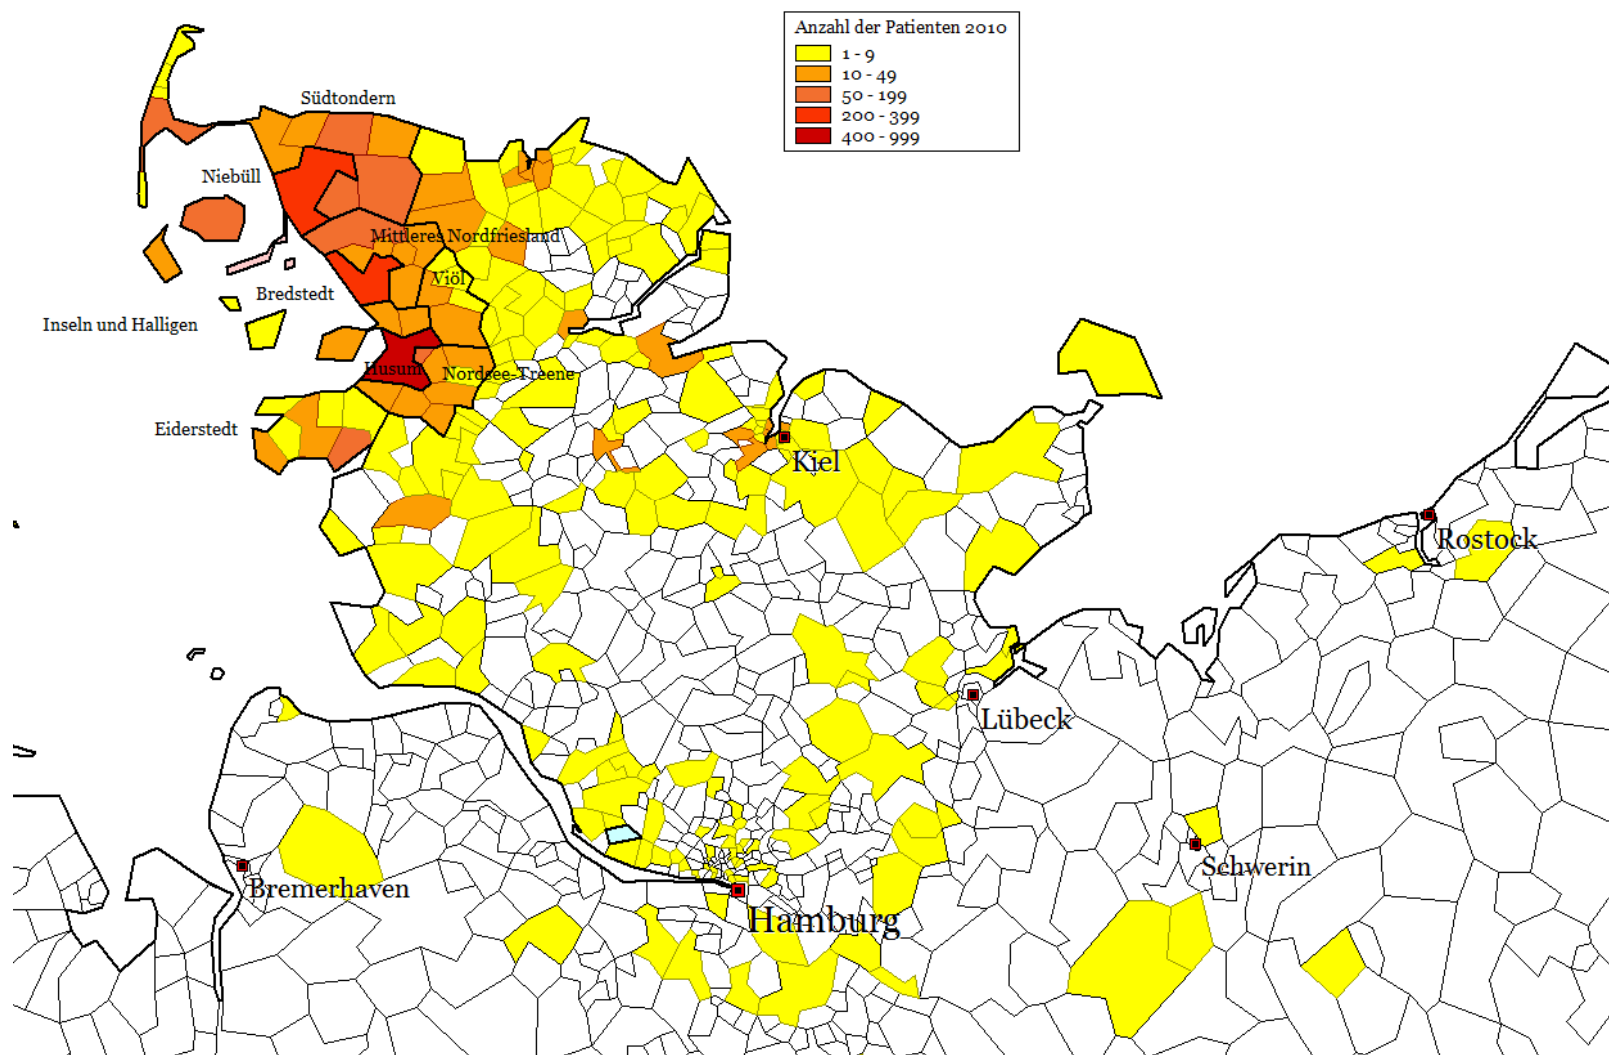 Anzahl der Patienten 2010
1 - 9
10 - 49
50 - 199
200 - 399
400 - 999
Südtondern
Niebüll
Mittleres Nordfriesland
Viöl
Bredstedt
Inseln und Halligen
Husum
Nordsee-Treene
Eiderstedt
Kiel
Rostock
Lübeck
Schwerin
Bremerhaven
Hamburg